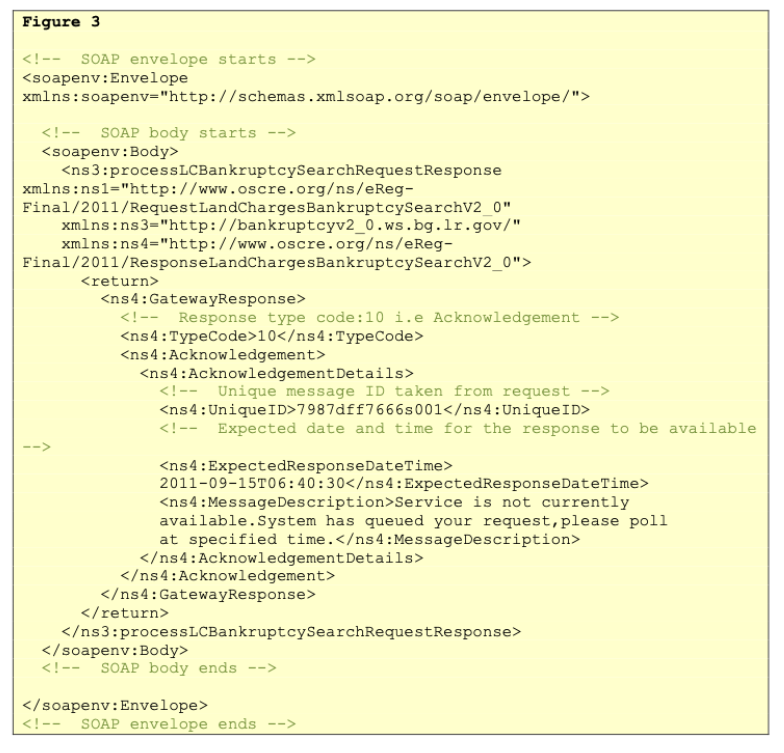 Figure 3
<!--  SOAP envelope starts -->
<soapenv:Envelope
xmlns:soapenv="http://schemas.xmlsoap.org/soap/envelope/">
<!--  SOAP body starts -->
<soapenv:Body>
<ns3:processLCBankruptcySearchRequestResponse
xmlns:ns1="http://www.oscre.org/ns/eReg-
Final/2011/RequestLandChargesBankruptcySearchV2_0"
xmlns:ns3="http://bankruptcyv2_0.ws.bg.lr.gov/"
xmlns:ns4="http://www.oscre.org/ns/eReg-
Final/2011/ResponseLandChargesBankruptcySearchV2_0">
<return>
<ns4:GatewayResponse>
<!--  Response type code:10 i.e Acknowledgement -->
<ns4:TypeCode>10</ns4:TypeCode>
<ns4:Acknowledgement>
<ns4:AcknowledgementDetails>
<!--  Unique message ID taken from request -->
<ns4:UniqueID>7987dff7666s001</ns4:UniqueID>
<!--  Expected date and time for the response to be available
-->
<ns4:ExpectedResponseDateTime>
2011-09-15T06:40:30</ns4:ExpectedResponseDateTime>
<ns4:MessageDescription>Service is not currently
available.System has queued your request,please poll
at specified time.</ns4:MessageDescription>
</ns4:AcknowledgementDetails>
</ns4:Acknowledgement>
</ns4:GatewayResponse>
</return>
</ns3:processLCBankruptcySearchRequestResponse>
</soapenv:Body>
<!--  SOAP body ends -->
</soapenv:Envelope>
<!--  SOAP envelope ends -->